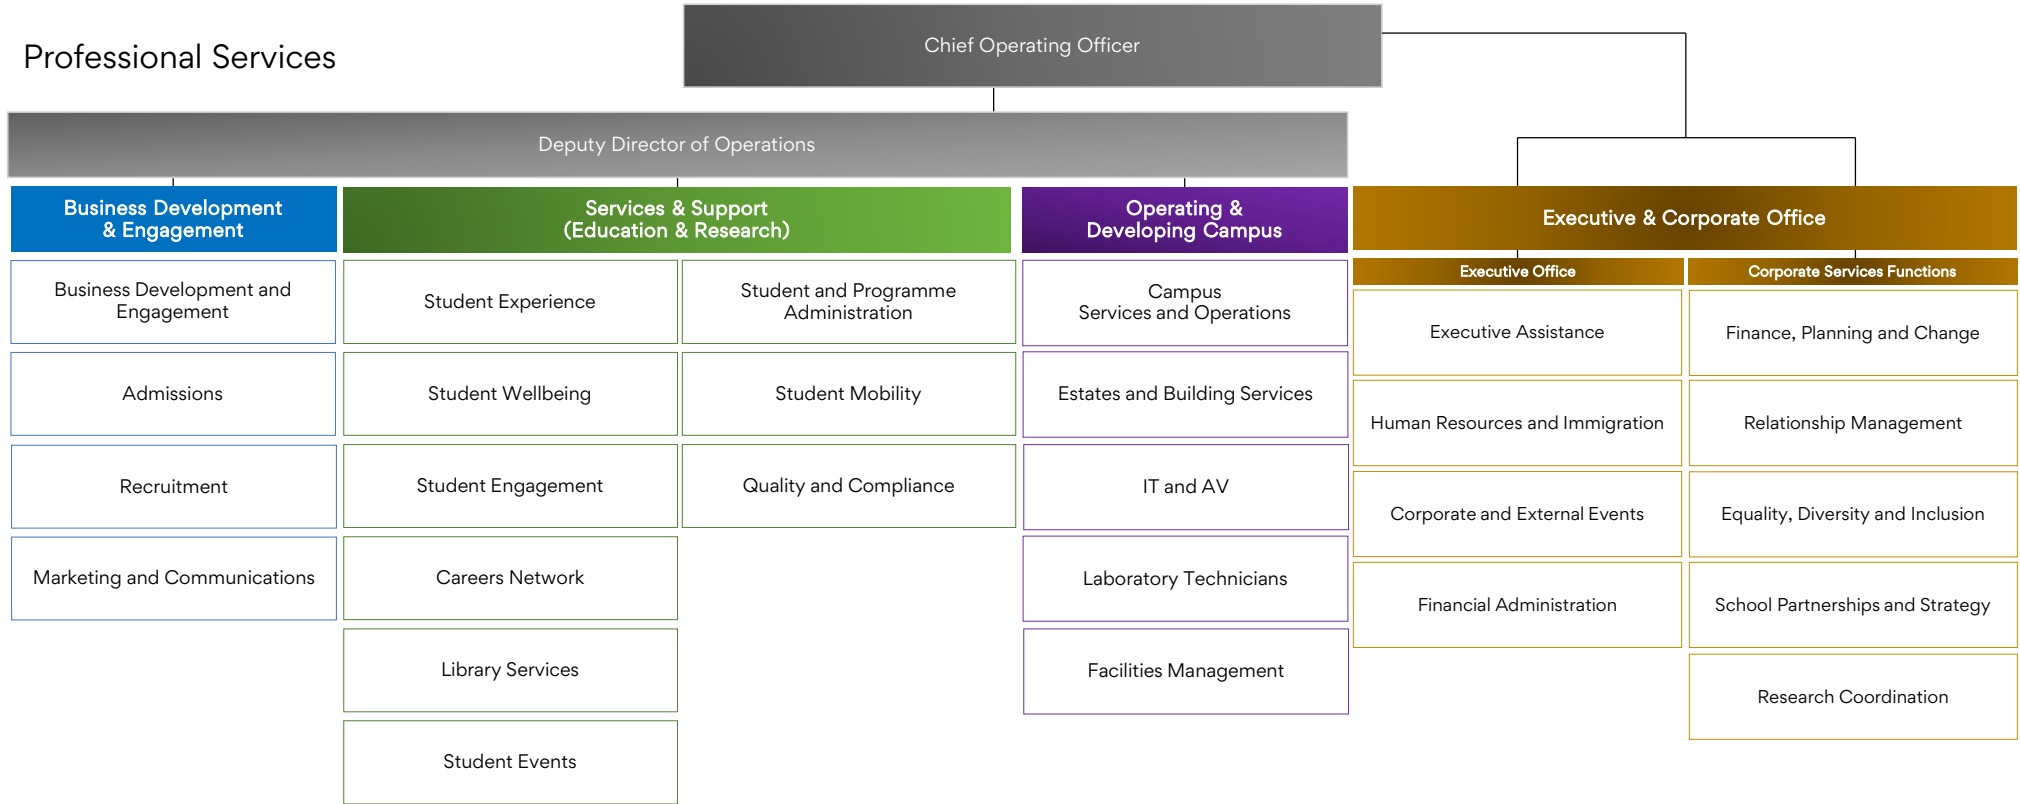 Professional Services
Chief Operating Officer
Deputy Director of Operations
Business Development
& Engagement
Services & Support
(Education & Research)
Operating &
Developing Campus
Executive & Corporate Office
Executive Office
Corporate Services Functions
Business Development and
Engagement
Admissions
Recruitment
Marketing and Communications
Student Experience
Student Wellbeing
Student Engagement
Careers Network
Library Services
Student Events
Student and Programme
Administration
Student Mobility
Quality and Compliance
Campus
Services and Operations
Estates and Building Services
IT and AV
Laboratory Technicians
Facilities Management
Executive Assistance
Human Resources and Immigration
Corporate and External Events
Financial Administration
Finance, Planning and Change
Relationship Management
Equality, Diversity and Inclusion
School Partnerships and Strategy
Research Coordination